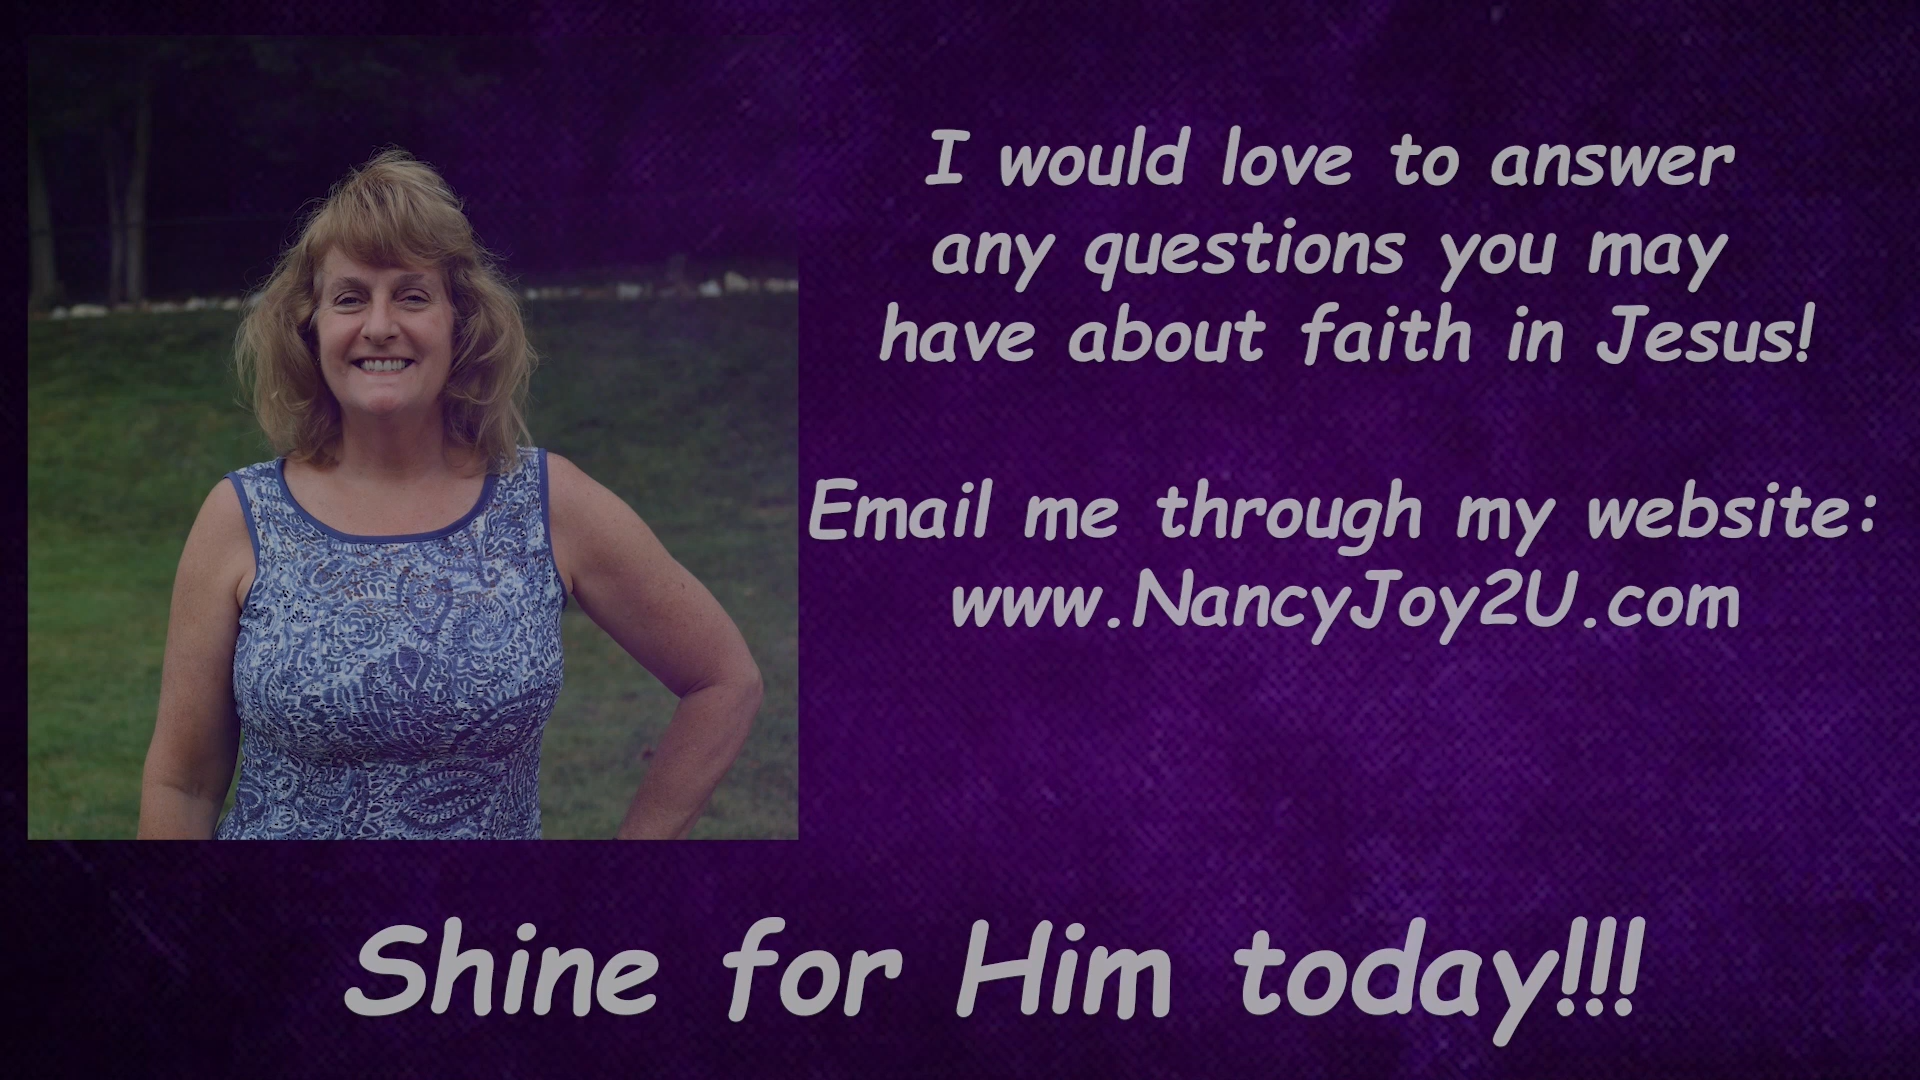 I would love to answer
any questions you may
have about faith in Jesus!
Email me through my website:
www.NancyJoy2U.com
Shine for Him today!!!